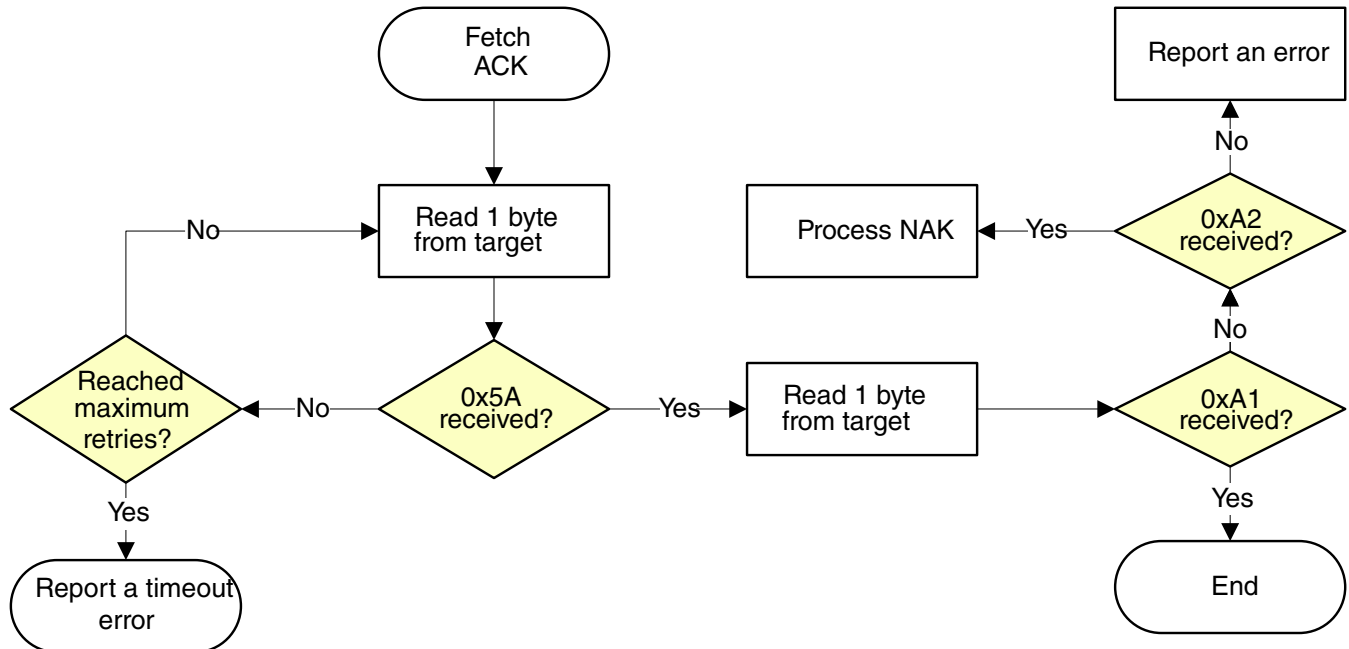 Fetch
ACK
Report an error
No
No
Read 1 byte
from target
Process NAK
Yes
0xA2
received?
No
Reached
maximum
retries?
No
0x5A
received?
Yes
Read 1 byte
from target
0xA1
received?
Yes
Yes
Report a timeout
error
End